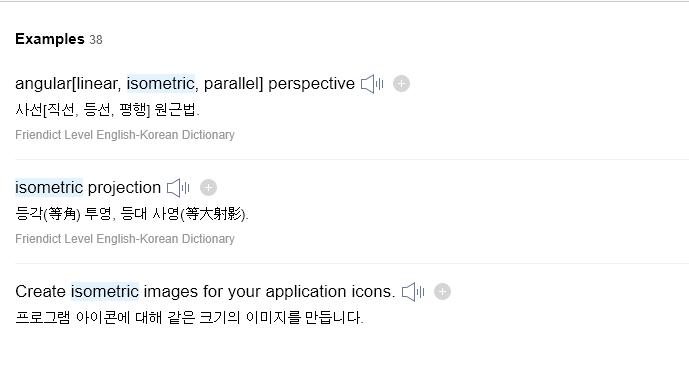 Examples 38
angular[linear, isometric, parallel] perspective
사선[직선, 등선, 평행] 원근법.
Friendict Level English-Korean Dictionary
isometric projection
등각(等角) 투영, 등대 사영(等大射影).
Friendict Level English-Korean Dictionary
Create isometric images for your application icons.
프로그램 아이콘에 대해 같은 크기의 이미지를 만듭니다.